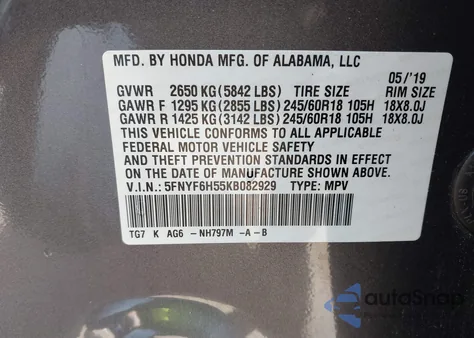 MFD. BY HONDA MFG. OF ALABAMA, LLC
05/'19
GVWR 2650 KG(5842 LBS) TIRE SIZE RIM SIZE
GAWR F 1295 KG(2855 LBS)245/60R18 105H 18X8.0J
GAWR R 1425 KG(3142 LBS)245/60R18 105H 18X8.0J
THIS VEHICLE CONFORMS TO ALL APPLICABLE
FEDERAL MOTOR VEHICLE SAFETY
AND THEFT PREVENTION STANDARDS IN EFFECT
ON THE DATE OF MANUFACTURE SHOWN ABOVE.
V.I.N.: 5FNYF6H55KB082929 TYPE: MPV
TG7 K AG6 - NH797M -A - B
autoSnap